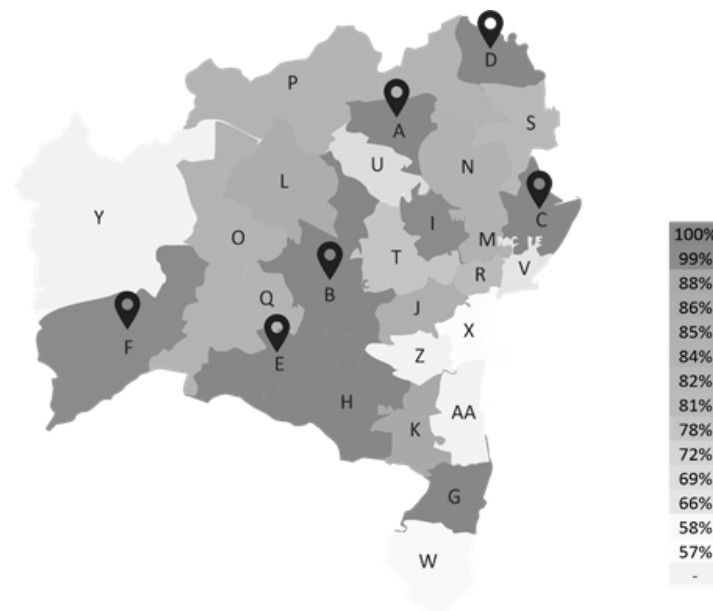 D
P
A
S
U
N
L
C
Y
I
O
M
T
V
R
B
Q
J
X
F
Z
E
H
AA
K
G
W
100%
99%
88%
86%
85%
84%
82%
81%
78%
72%
69%
66%
58%
57%
-